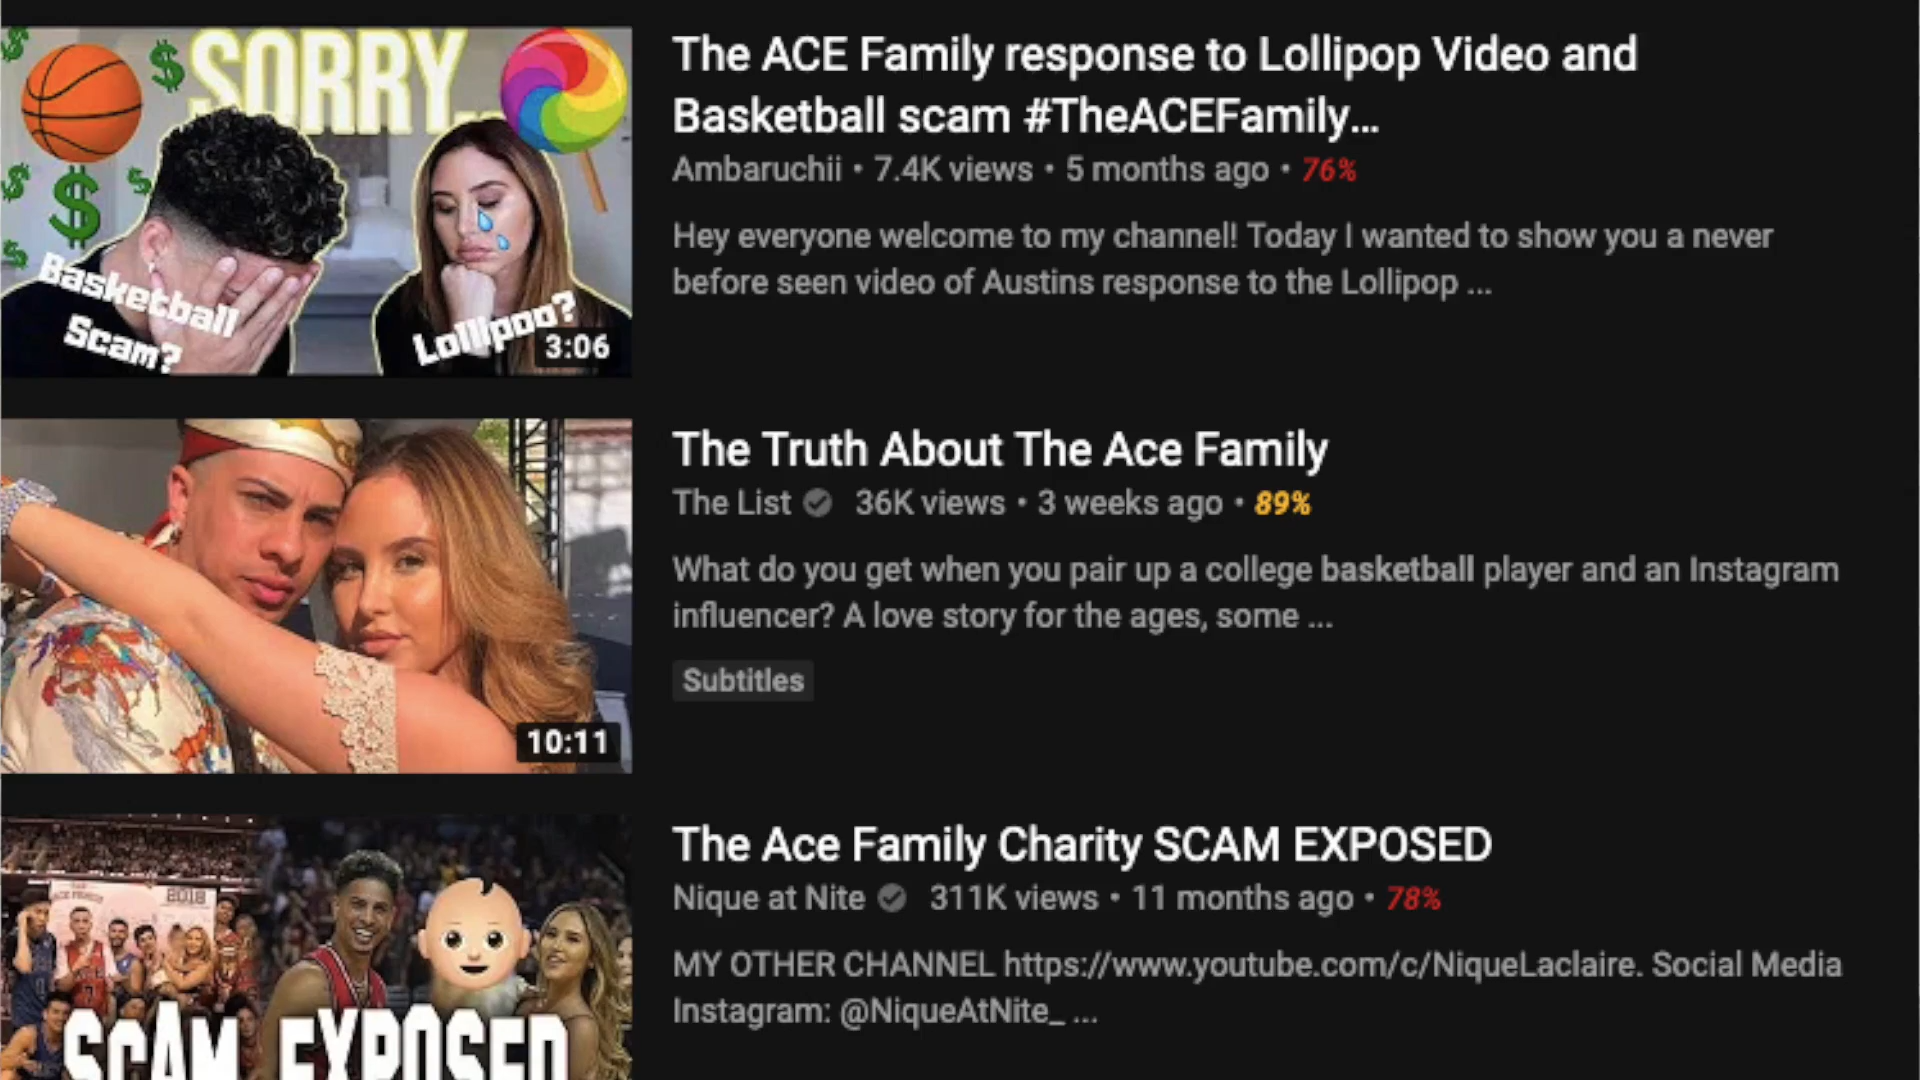 SORRY...
Basketball
Scam?
Lollipop?
3:06
The ACE Family response to Lollipop Video and
Basketball scam #TheACEFamily...
Ambaruchii • 7.4K views • 5 months ago • 76%
Hey everyone welcome to my channel! Today I wanted to show you a never
before seen video of Austins response to the Lollipop ...
10:11
The Truth About The Ace Family
The List 36K views • 3 weeks ago • 89%
What do you get when you pair up a college basketball player and an Instagram
influencer? A love story for the ages, some ...
Subtitles
2018
SCAM EXPOSED
The Ace Family Charity SCAM EXPOSED
Nique at Nite 311K views • 11 months ago • 78%
MY OTHER CHANNEL https://www.youtube.com/c/NiqueLaclaire. Social Media
Instagram: @NiqueAtNite_ ...